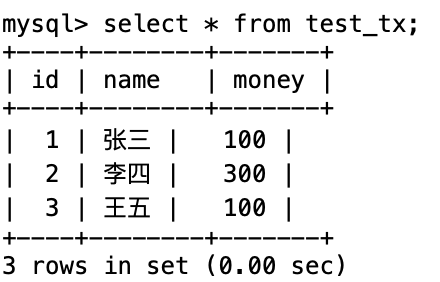 mysql> select * from test_tx;
+----+--------+-------+
| id | name   | money |
+----+--------+-------+
|  1 | 张三 |   100 |
|  2 | 李四 |   300 |
|  3 | 王五 |   100 |
+----+--------+-------+
3 rows in set (0.00 sec)